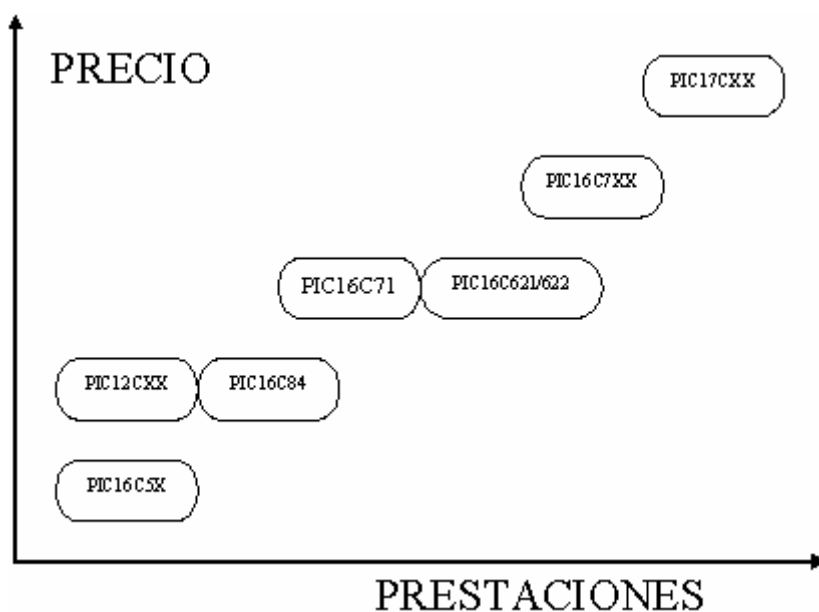 PRECIO
PIC17CXX
PIC16C7XX
PIC16C71
PIC16C621/622
PIC12CXX
PIC16C84
PIC16C5X
PRESTACIONES